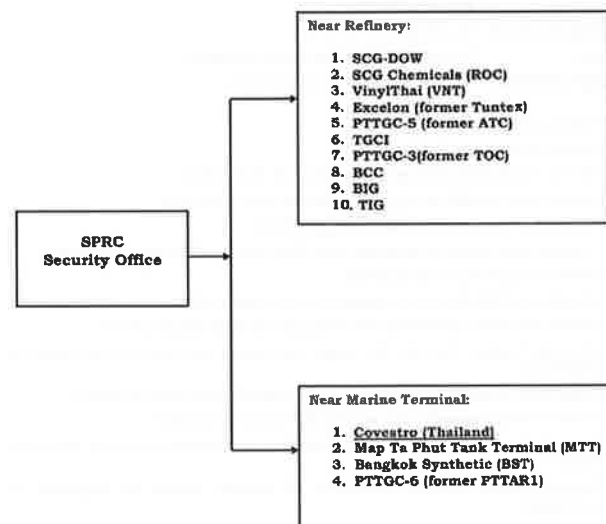 Near Refinery:
1. SCG-DOW
2. SCG Chemicals (ROC)
3. VinylThai (VNT)
4. Excelon (former Tuntex)
5. PTTGC-5 (former ATC)
6. TGCI
7. PTTGC-3(former TOC)
8. BCC
9. BIG
10. TIG
SPRC
Security Office
Near Marine Terminal:
1. Covestro (Thailand)
2. Map Ta Phut Tank Terminal (MTT)
3. Bangkok Synthetic (BST)
4. PTTGC-6 (former PTTAR1)